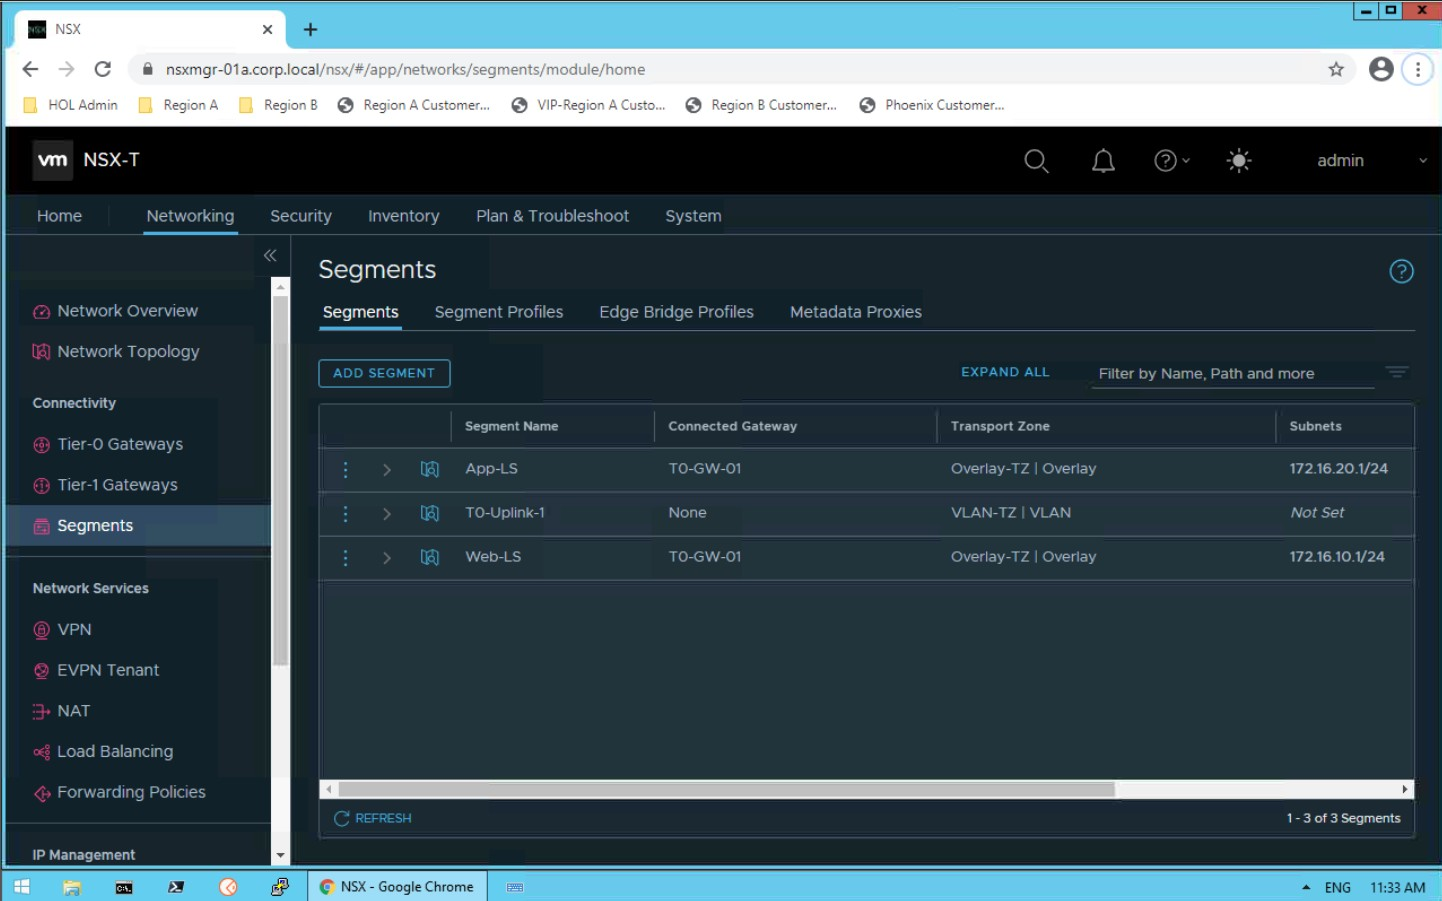 NSX
nsxmgr-01a.corp.local/nsx/#/app/networks/segments/module/home
HOL Admin Region A Region B Region A Customer... VIP-Region A Custo... Region B Customer... Phoenix Customer...
vm NSX-T admin
Home Networking Security Inventory Plan & Troubleshoot System
Segments
Segments Segment Profiles Edge Bridge Profiles Metadata Proxies
Network Overview
Network Topology
Connectivity
Tier-0 Gateways
Tier-1 Gateways
Segments
Network Services
VPN
EVPN Tenant
NAT
Load Balancing
Forwarding Policies
IP Management
ADD SEGMENT EXPAND ALL Filter by Name, Path and more
Segment Name Connected Gateway Transport Zone Subnets
App-LS T0-GW-01 Overlay-TZ | Overlay 172.16.20.1/24
T0-Uplink-1 None VLAN-TZ | VLAN Not Set
Web-LS T0-GW-01 Overlay-TZ | Overlay 172.16.10.1/24
REFRESH 1 - 3 of 3 Segments
NSX - Google Chrome ENG 11:33 AM